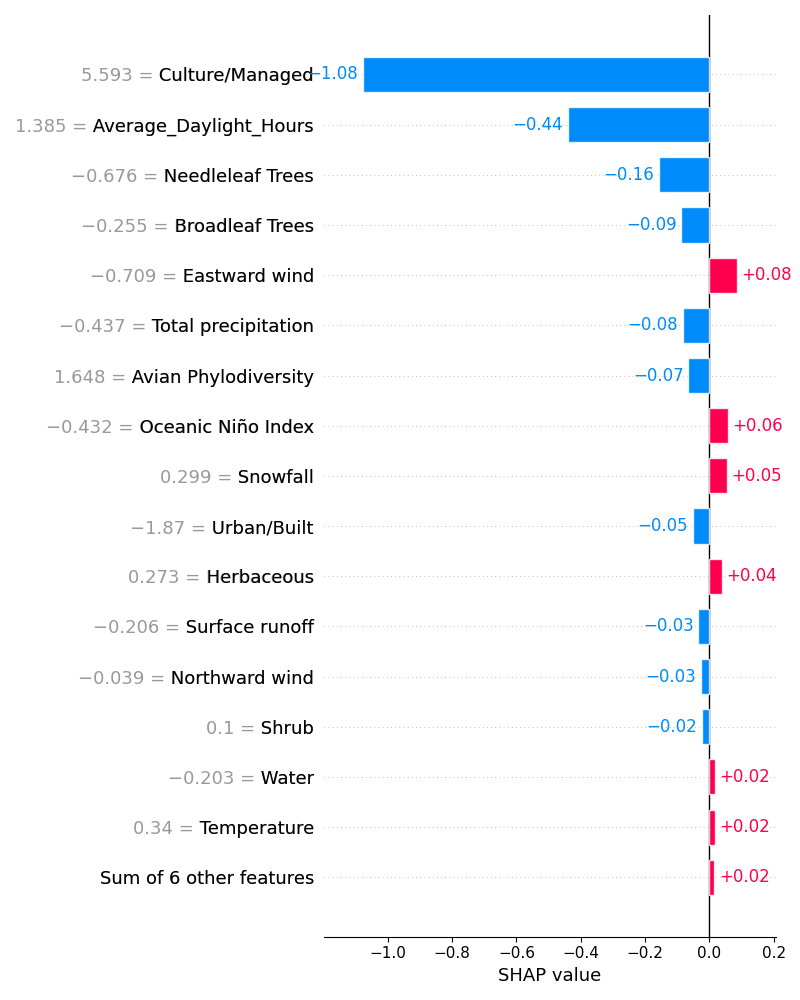 5.593 = Culture/Managed −1.08
1.385 = Average_Daylight_Hours −0.44
−0.676 = Needleleaf Trees −0.16
−0.255 = Broadleaf Trees −0.09
−0.709 = Eastward wind +0.08
−0.437 = Total precipitation −0.08
1.648 = Avian Phylodiversity −0.07
−0.432 = Oceanic Niño Index +0.06
0.299 = Snowfall +0.05
−1.87 = Urban/Built −0.05
0.273 = Herbaceous +0.04
−0.206 = Surface runoff −0.03
−0.039 = Northward wind −0.03
0.1 = Shrub −0.02
−0.203 = Water +0.02
0.34 = Temperature +0.02
Sum of 6 other features +0.02
−1.0 −0.8 −0.6 −0.4 −0.2 0.0 0.2
SHAP value